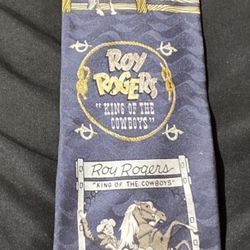 ROY
ROGERS
"KING OF THE
COWBOYS"
Roy Rogers
"KING OF THE COWBOYS"